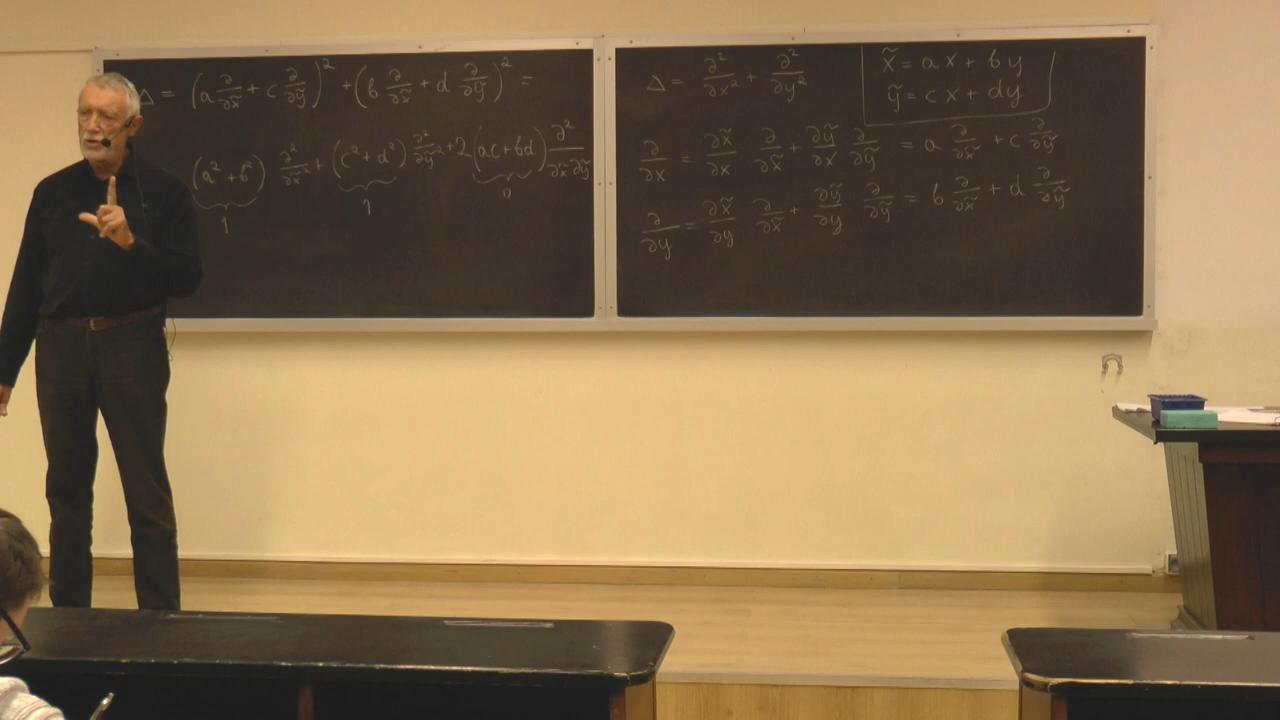 Δ = (a ∂/∂x̃ + c ∂/∂ỹ)² + (b ∂/∂x̃ + d ∂/∂ỹ)² =
(a² + b²) ∂²/∂x̃² + (c² + d²) ∂²/∂ỹ² + 2(ac + bd) ∂²/∂x̃∂ỹ
1 1 0
Δ = ∂²/∂x² + ∂²/∂y²
x̃ = ax + by
ỹ = cx + dy
∂/∂x = ∂x̃/∂x ∂/∂x̃ + ∂ỹ/∂x ∂/∂ỹ = a ∂/∂x̃ + c ∂/∂ỹ
∂/∂y = ∂x̃/∂y ∂/∂x̃ + ∂ỹ/∂y ∂/∂ỹ = b ∂/∂x̃ + d ∂/∂ỹ